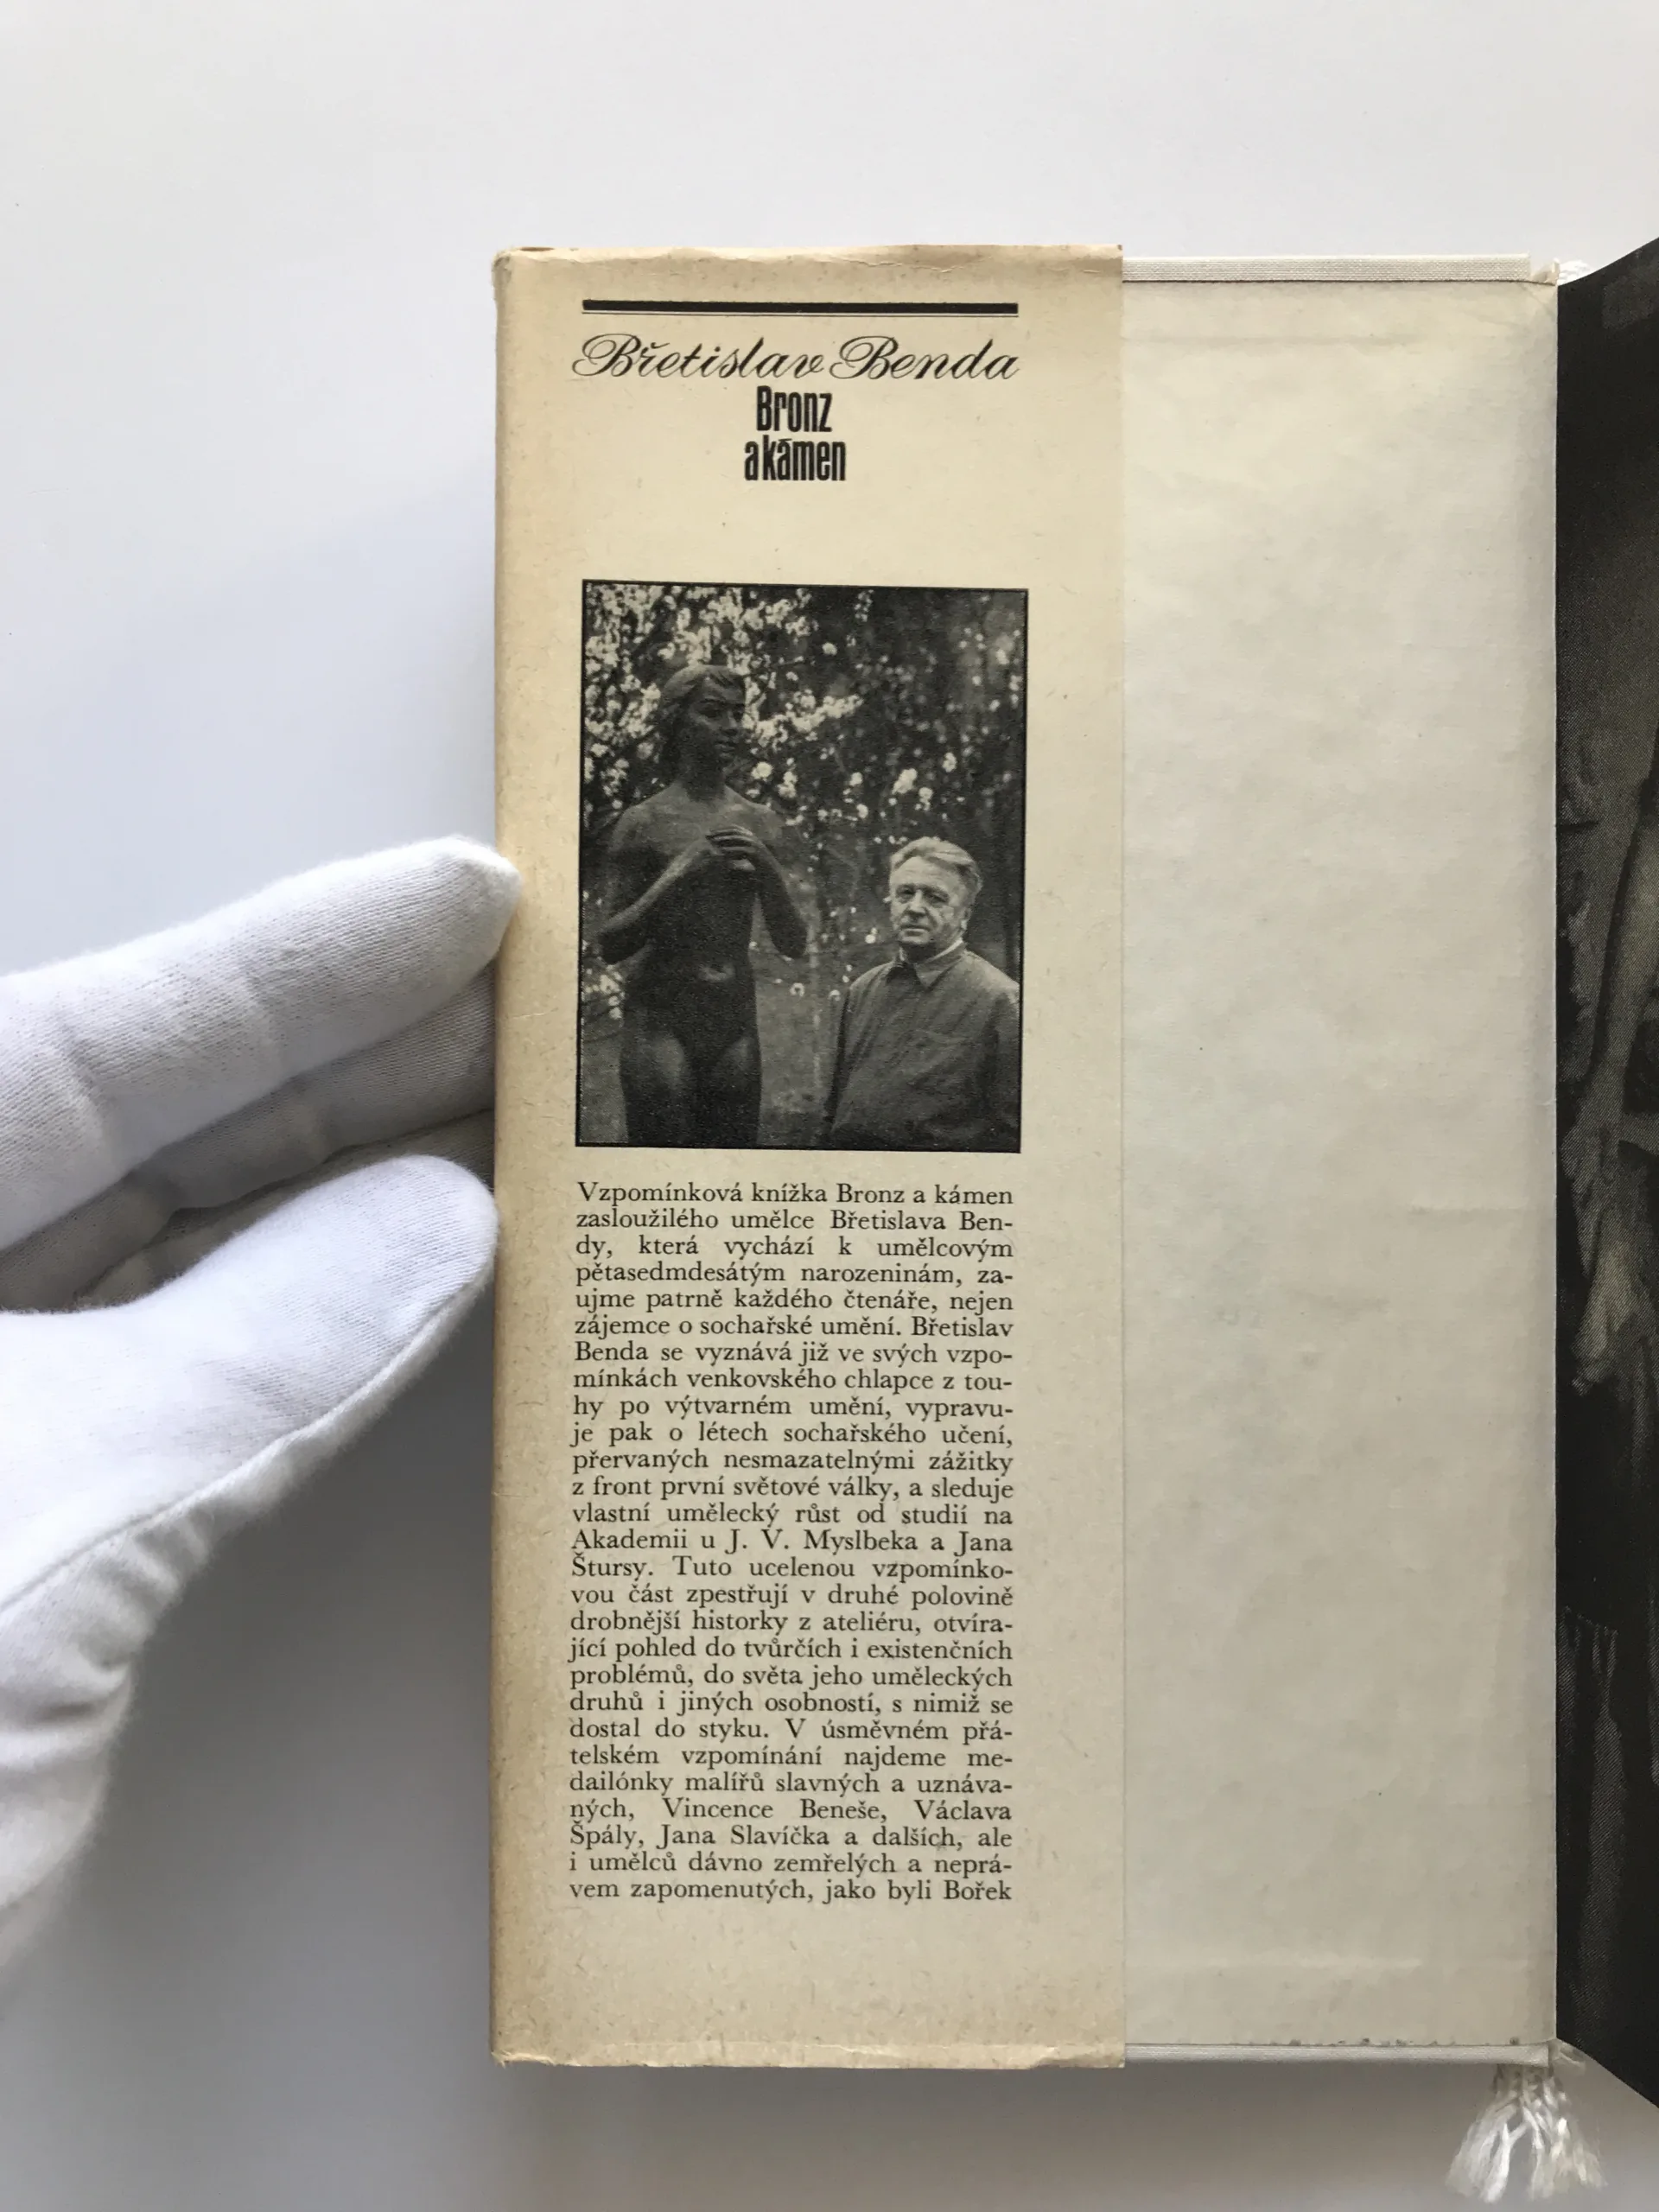 Břetislav Benda
Bronz
a kámen
Vzpomínková knížka Bronz a kámen
zasloužilého umělce Břetislava Ben-
dy, která vychází k umělcovým
pětasedmdesátým narozeninám, za-
ujme patrně každého čtenáře, nejen
zájemce o sochařské umění. Břetislav
Benda se vyznává již ve svých vzpo-
mínkách venkovského chlapce z tou-
hy po výtvarném umění, vypravu-
je pak o létech sochařského učení,
přervaných nesmazatelnými zážitky
z front první světové války, a sleduje
vlastní umělecký růst od studií na
Akademii u J. V. Myslbeka a Jana
Štursy. Tuto ucelenou vzpomínko-
vou část zpestřují v druhé polovině
drobnější historky z ateliéru, otvíra-
jící pohled do tvůrčích i existenčních
problémů, do světa jeho uměleckých
druhů i jiných osobností, s nimiž se
dostal do styku. V úsměvném přá-
telském vzpomínání najdeme me-
dailónky malířů slavných a uznáva-
ných, Vincence Beneše, Václava
Špály, Jana Slavíčka a dalších, ale
i umělců dávno zemřelých a neprá-
vem zapomenutých, jako byli Bořek